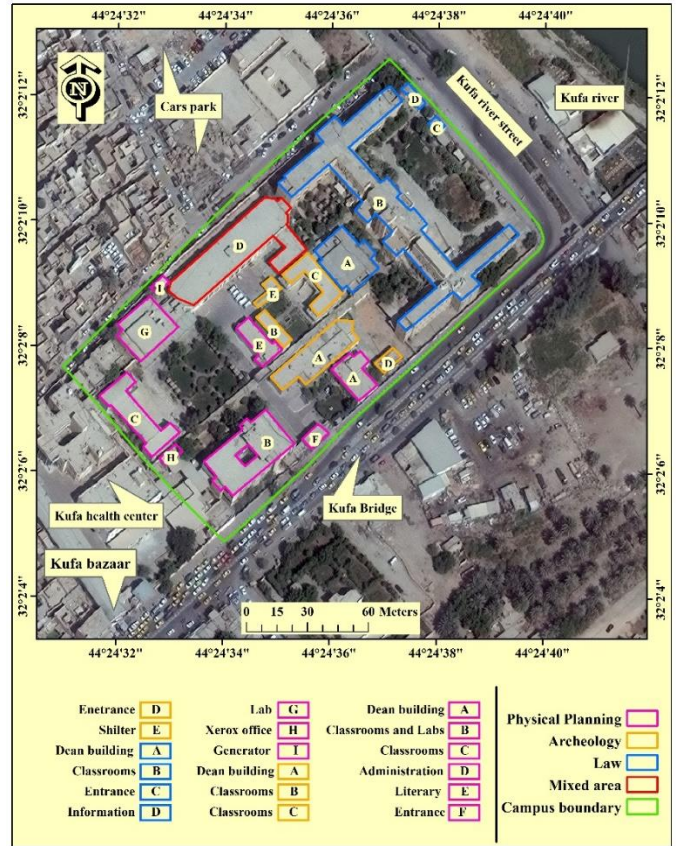 44°24'32" 44°24'34" 44°24'36" 44°24'38" 44°24'40"
32°2'12" 32°2'12"
32°2'10" 32°2'10"
32°2'8" 32°2'8"
32°2'6" 32°2'6"
32°2'4" 32°2'4"
N
Cars park
Kufa river street
Kufa river
D
C
B
D
A
C
E
I
G
B
E
A
A
D
C
B
F
H
Kufa health center
Kufa Bridge
Kufa bazaar
0 15 30 60 Meters
44°24'32" 44°24'34" 44°24'36" 44°24'38" 44°24'40"
Enetrance D
Shilter E
Dean building A
Classrooms B
Entrance C
Information D
Lab G
Xerox office H
Generator I
Dean building A
Classrooms B
Classrooms C
Dean building A
Classrooms and Labs B
Classrooms C
Administration D
Literary E
Entrance F
Physical Planning
Archeology
Law
Mixed area
Campus boundary